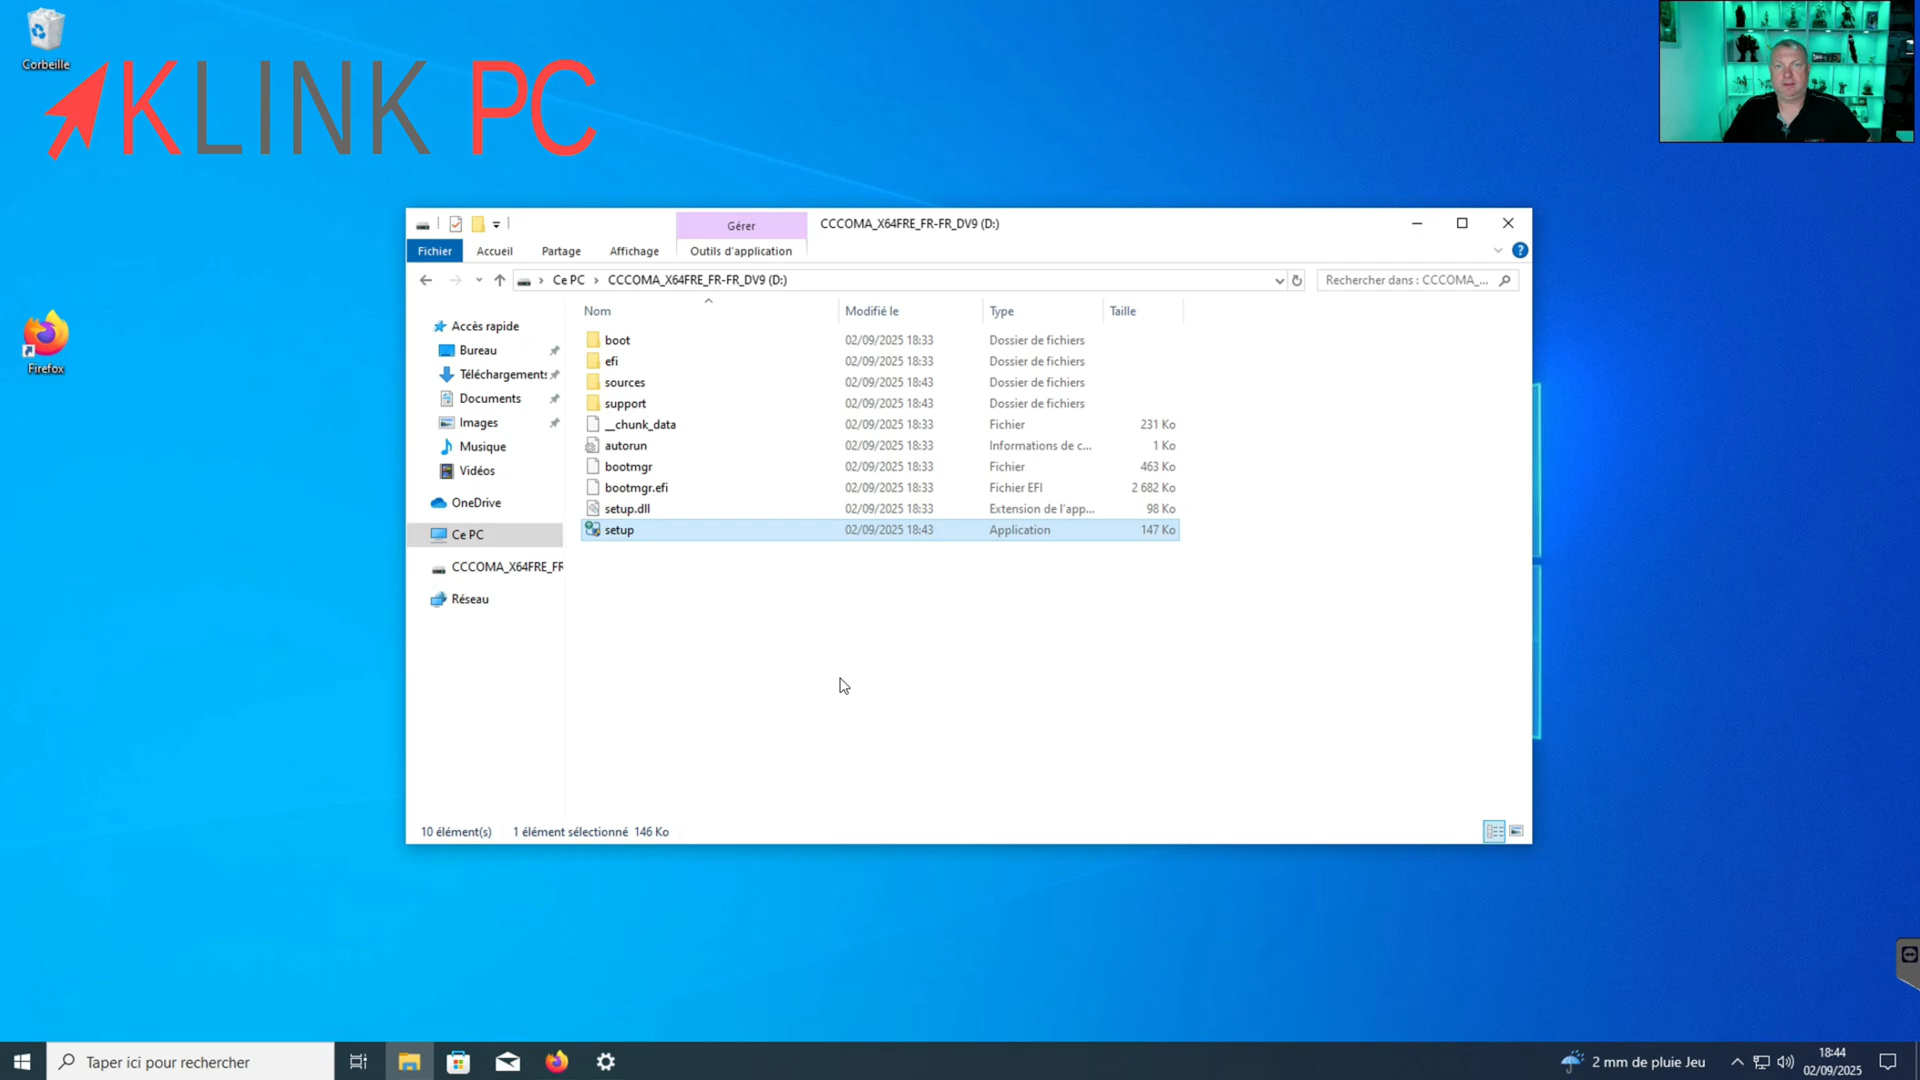 Corbeille
KLINK PC
Gérer
CCCOMA_X64FRE_FR-FR_DV9 (D:)
Fichier
Accueil
Partage
Affichage
Outils d'application
Ce PC
CCCOMA_X64FRE_FR-FR_DV9 (D:)
Rechercher dans : CCCOMA_...
Nom
Modifié le
Type
Taille
Accès rapide
Bureau
Téléchargements
Documents
Images
Musique
Vidéos
OneDrive
Ce PC
CCCOMA_X64FRE_FR
Réseau
boot 02/09/2025 18:33 Dossier de fichiers
efi 02/09/2025 18:33 Dossier de fichiers
sources 02/09/2025 18:43 Dossier de fichiers
support 02/09/2025 18:43 Dossier de fichiers
__chunk_data 02/09/2025 18:33 Fichier 231 Ko
autorun 02/09/2025 18:33 Informations de c... 1 Ko
bootmgr 02/09/2025 18:33 Fichier 463 Ko
bootmgr.efi 02/09/2025 18:33 Fichier EFI 2 682 Ko
setup.dll 02/09/2025 18:33 Extension de l'app... 98 Ko
setup 02/09/2025 18:43 Application 147 Ko
Firefox
10 élément(s)
1 élément sélectionné 146 Ko
Taper ici pour rechercher
2 mm de pluie Jeu
18:44
02/09/2025